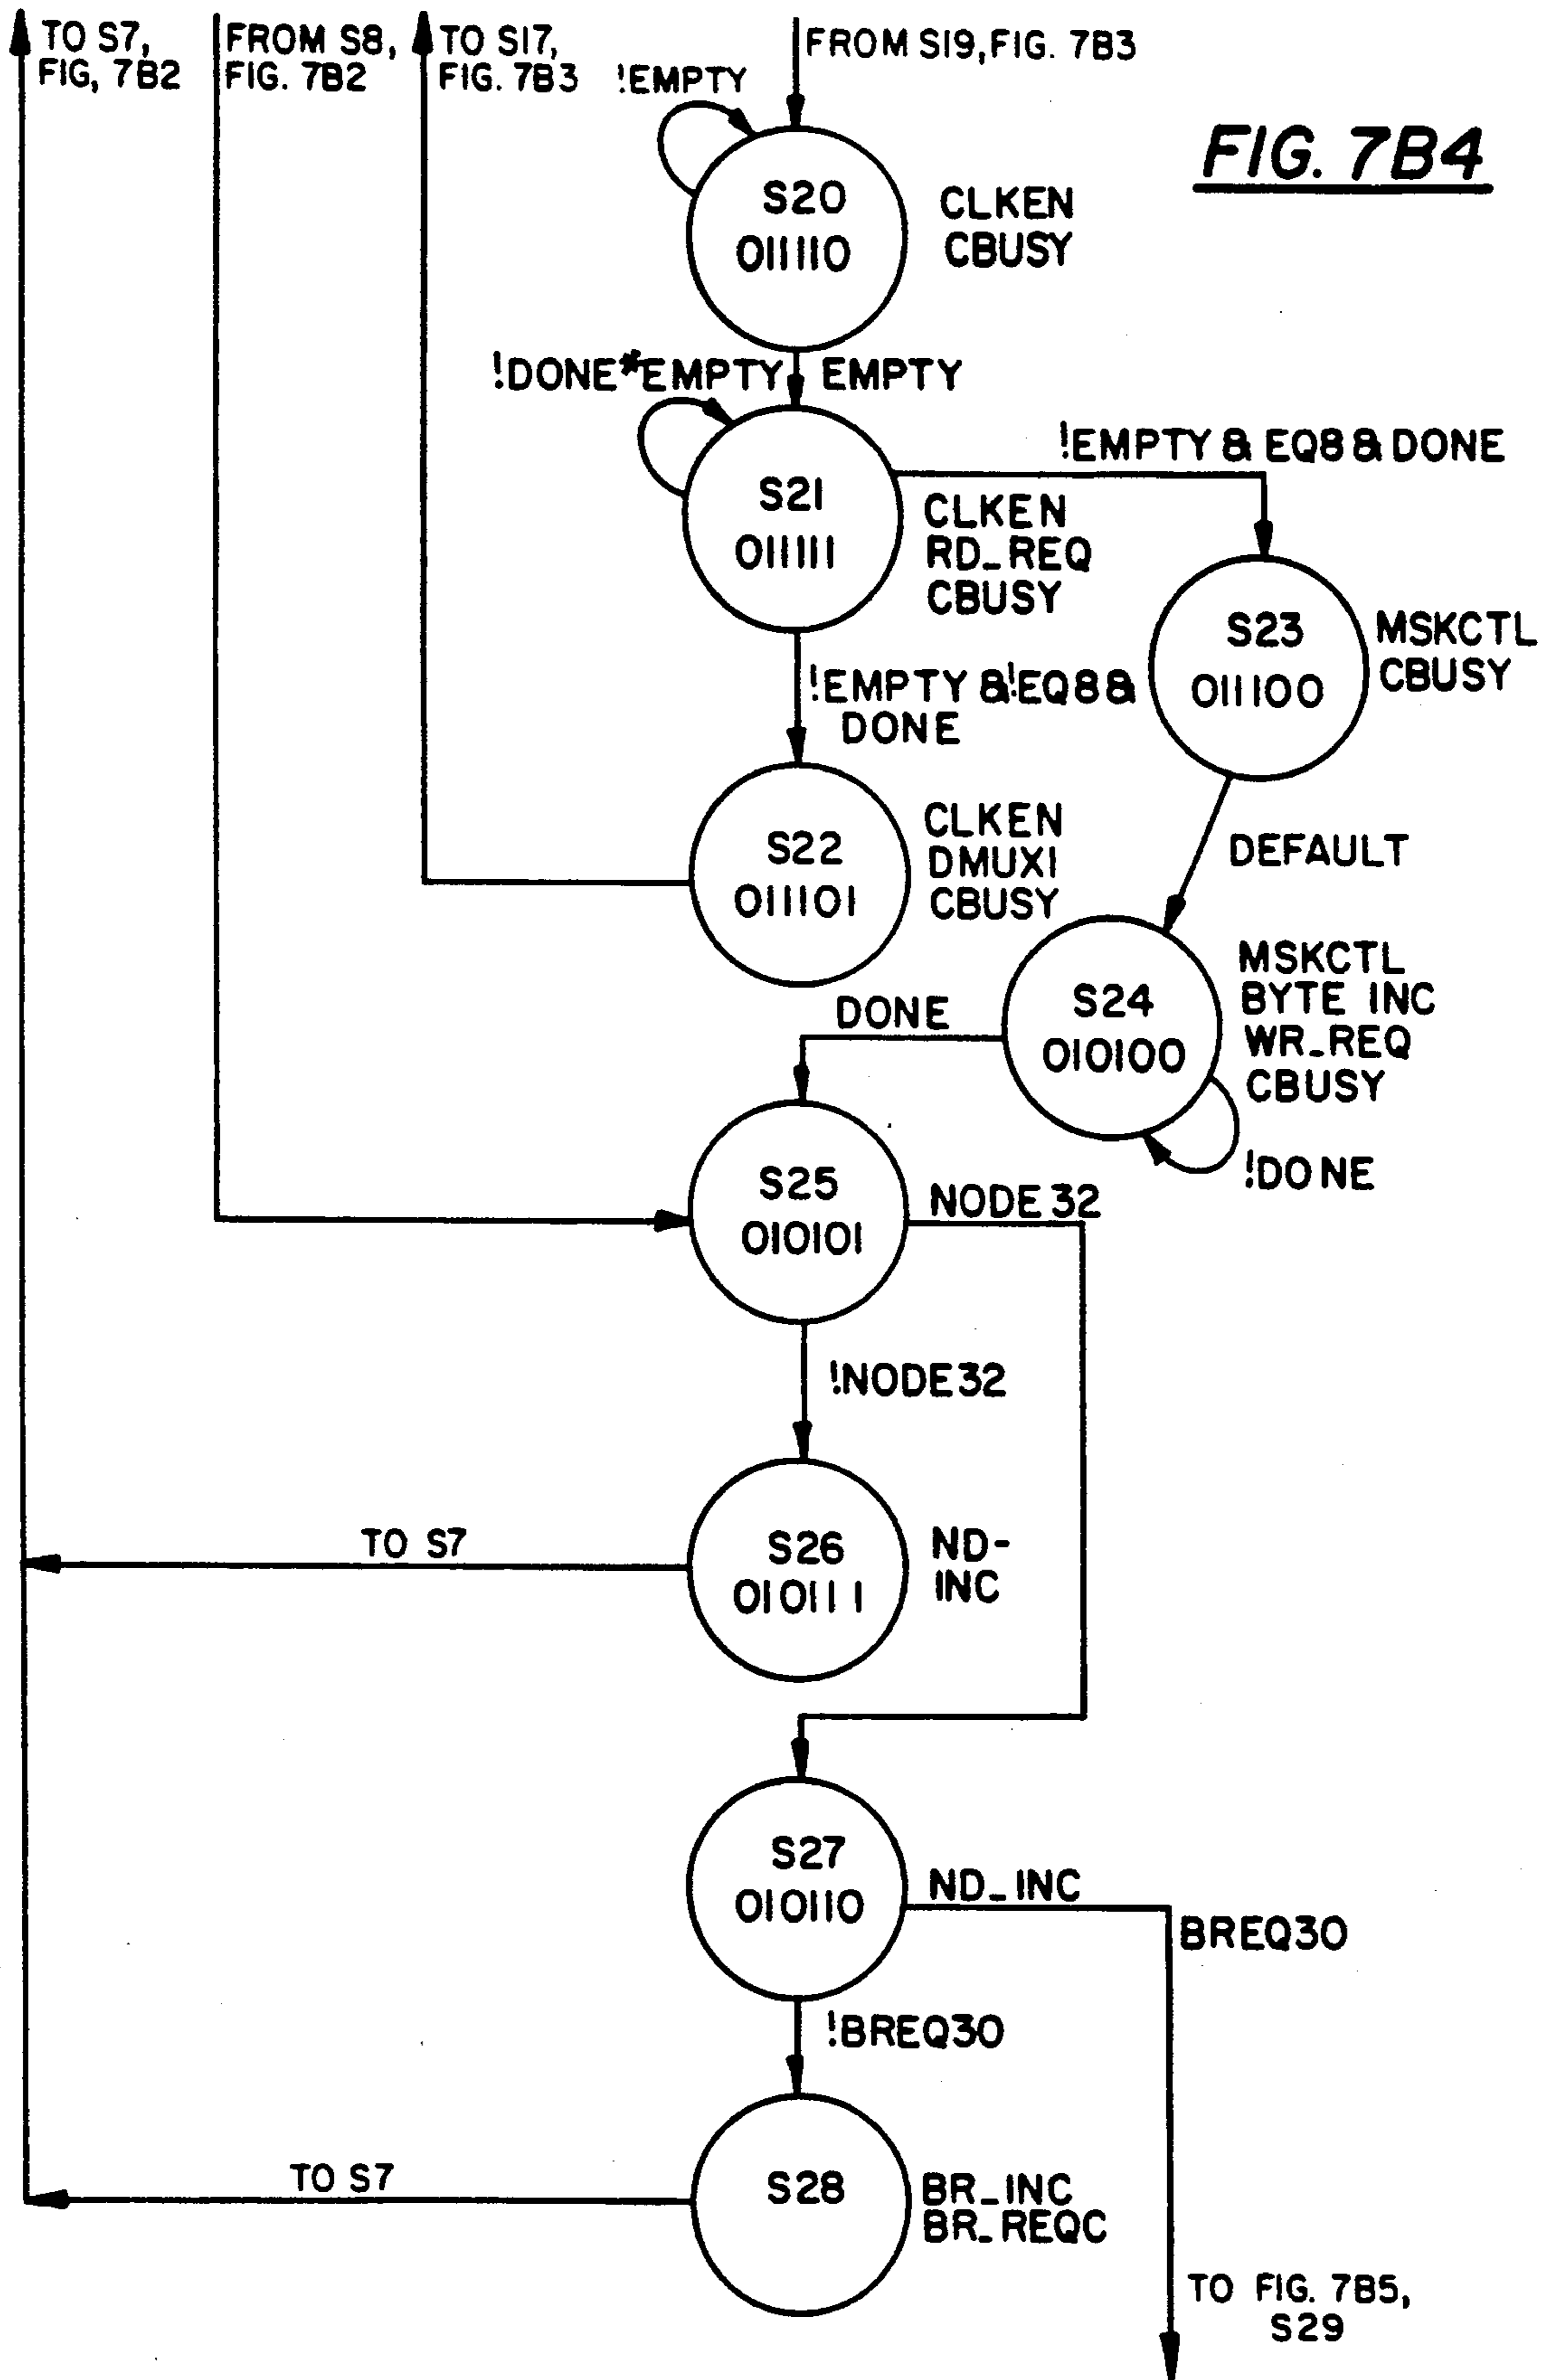 TO S7,
FIG, 7B2
FROM S8,
FIG. 7B2
TO S17,
FIG. 7B3
FROM S19, FIG. 7B3
FIG. 7B4
!EMPTY
S20
011110
CLKEN
CBUSY
!DONE*EMPTY
EMPTY
!EMPTY & EQ8 & DONE
S21
011111
CLKEN
RD_REQ
CBUSY
S23
011100
MSKCTL
CBUSY
!EMPTY &!EQ8 &
DONE
S22
011101
CLKEN
DMUX1
CBUSY
DEFAULT
S24
010100
MSKCTL
BYTE INC
WR_REQ
CBUSY
DONE
!DONE
S25
010101
NODE 32
!NODE32
TO S7
S26
010111
ND-
INC
S27
010110
ND_INC
BREQ30
!BREQ30
TO S7
S28
BR_INC
BR_REQC
TO FIG. 7B5,
S29